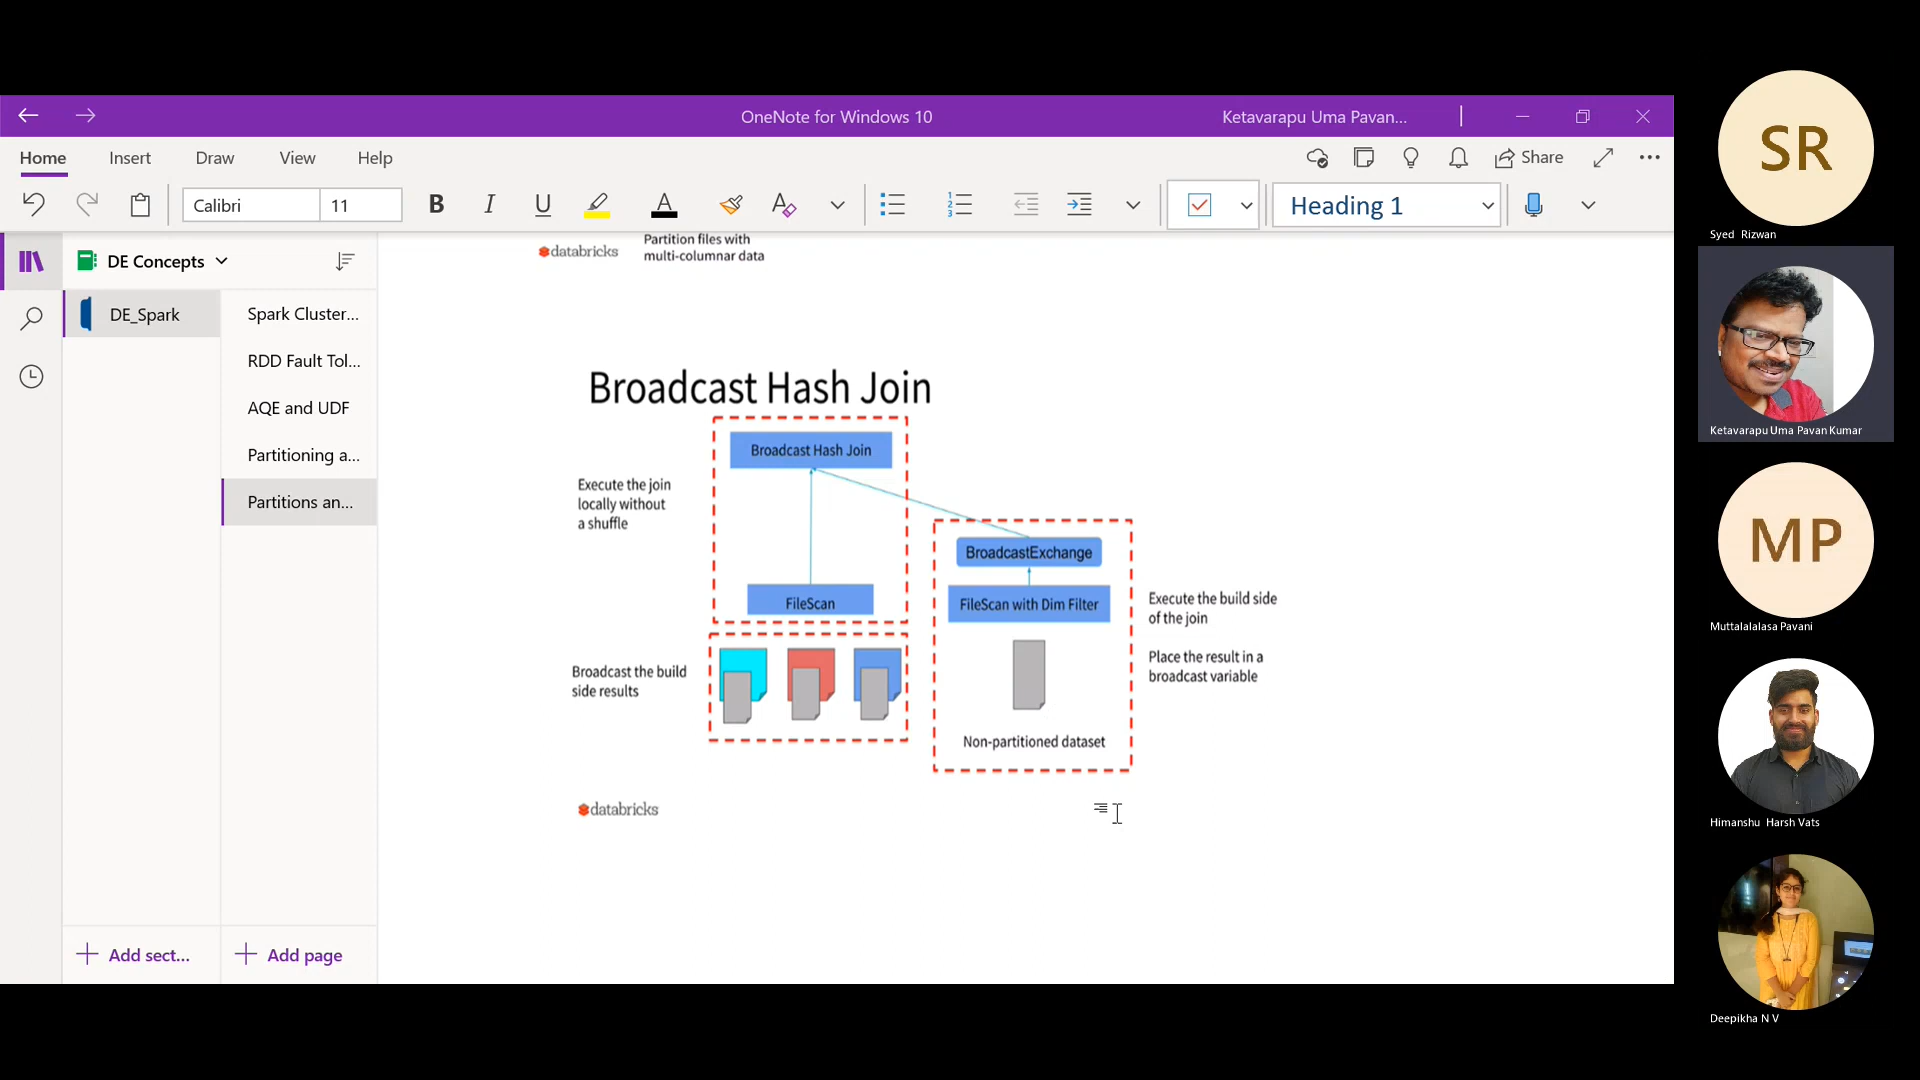 OneNote for Windows 10
Ketavarapu Uma Pavan...
Home
Insert
Draw
View
Help
Share
Calibri
11
B
I
U
A
A
Heading 1
DE Concepts
DE_Spark
Spark Cluster...
RDD Fault Tol...
AQE and UDF
Partitioning a...
Partitions an...
Add sect...
Add page
databricks
Partition files with
multi-columnar data
Broadcast Hash Join
Broadcast Hash Join
Execute the join
locally without
a shuffle
BroadcastExchange
FileScan
FileScan with Dim Filter
Execute the build side
of the join
Place the result in a
broadcast variable
Broadcast the build
side results
Non-partitioned dataset
databricks
SR
Syed Rizwan
Ketavarapu Uma Pavan Kumar
MP
Muttalalalasa Pavani
Himanshu Harsh Vats
Deepikha N V